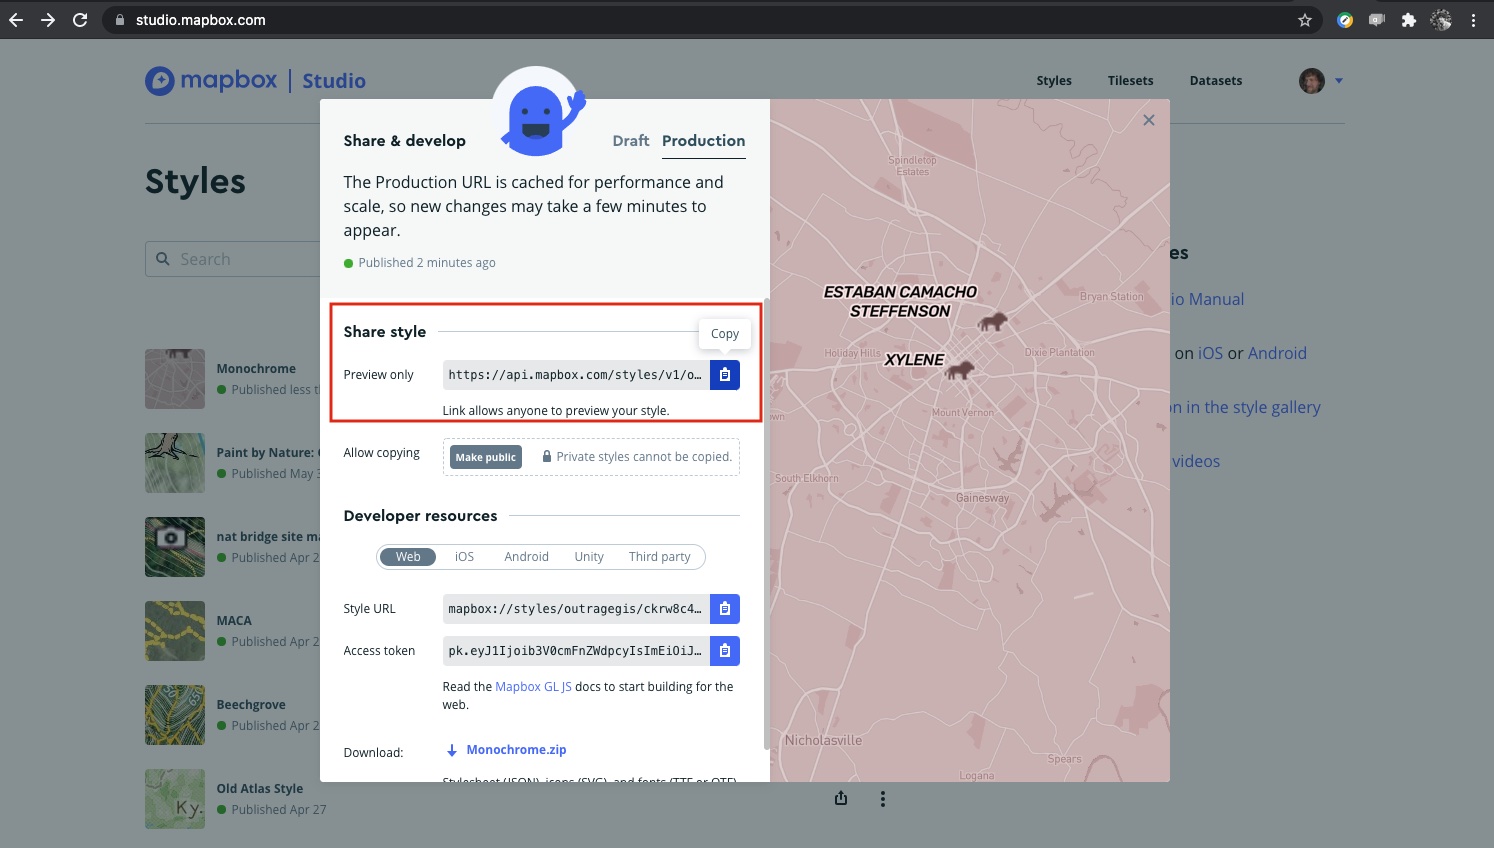 studio.mapbox.com
mapbox | Studio
Styles
Tilesets
Datasets
Styles
Search
Monochrome
Published less t
Paint by Nature:
Published May 3
nat bridge site ma
Published Apr 2
MACA
Published Apr 2
Beechgrove
Published Apr 2
Old Atlas Style
Published Apr 27
Ky.
Share & develop
Draft
Production
The Production URL is cached for performance and
scale, so new changes may take a few minutes to
appear.
Published 2 minutes ago
Share style
Copy
Preview only
https://api.mapbox.com/styles/v1/o…
Link allows anyone to preview your style.
Allow copying
Make public
Private styles cannot be copied.
Developer resources
Web
iOS
Android
Unity
Third party
Style URL
mapbox://styles/outragegis/ckrw8c4…
Access token
pk.eyJ1Ijoib3V0cmFnZWdpcyIsImEiOiJ…
Read the Mapbox GL JS docs to start building for the
web.
Download:
Monochrome.zip
Stylesheet (JSON), icons (SVG), and fonts (TTF or OTF)
Spindletop
Estates
ESTABAN CAMACHO
STEFFENSON
Bryan Station
Holiday Hills
XYLENE
Dixie Plantation
Mount Vernon
own
South Elkhorn
Gainesway
Nicholasville
Spears
Logana
es
io Manual
on iOS or Android
on in the style gallery
videos